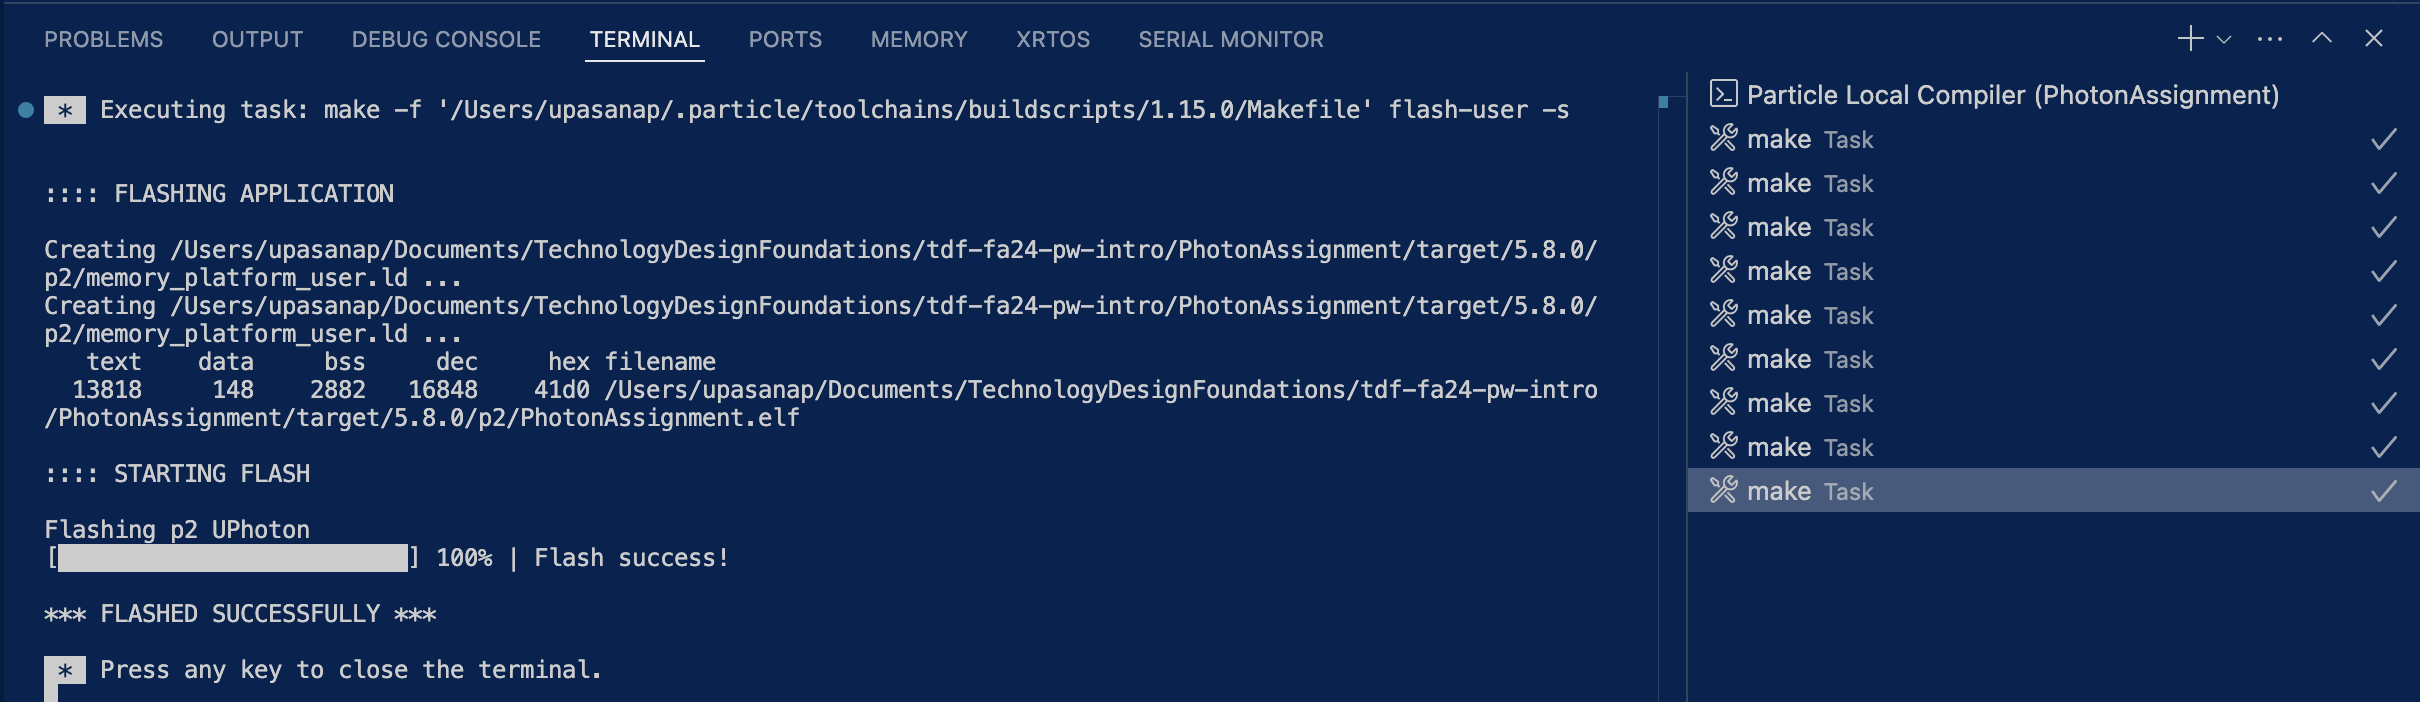 PROBLEMS OUTPUT DEBUG CONSOLE TERMINAL PORTS MEMORY XRTOS SERIAL MONITOR
* Executing task: make -f '/Users/upasanap/.particle/toolchains/buildscripts/1.15.0/Makefile' flash-user -s
:::: FLASHING APPLICATION
Creating /Users/upasanap/Documents/TechnologyDesignFoundations/tdf-fa24-pw-intro/PhotonAssignment/target/5.8.0/
p2/memory_platform_user.ld ...
Creating /Users/upasanap/Documents/TechnologyDesignFoundations/tdf-fa24-pw-intro/PhotonAssignment/target/5.8.0/
p2/memory_platform_user.ld ...
text data bss dec hex filename
13818 148 2882 16848 41d0 /Users/upasanap/Documents/TechnologyDesignFoundations/tdf-fa24-pw-intro
/PhotonAssignment/target/5.8.0/p2/PhotonAssignment.elf
:::: STARTING FLASH
Flashing p2 UPhoton
[ ] 100% | Flash success!
*** FLASHED SUCCESSFULLY ***
* Press any key to close the terminal.
Particle Local Compiler (PhotonAssignment)
make Task
make Task
make Task
make Task
make Task
make Task
make Task
make Task
make Task